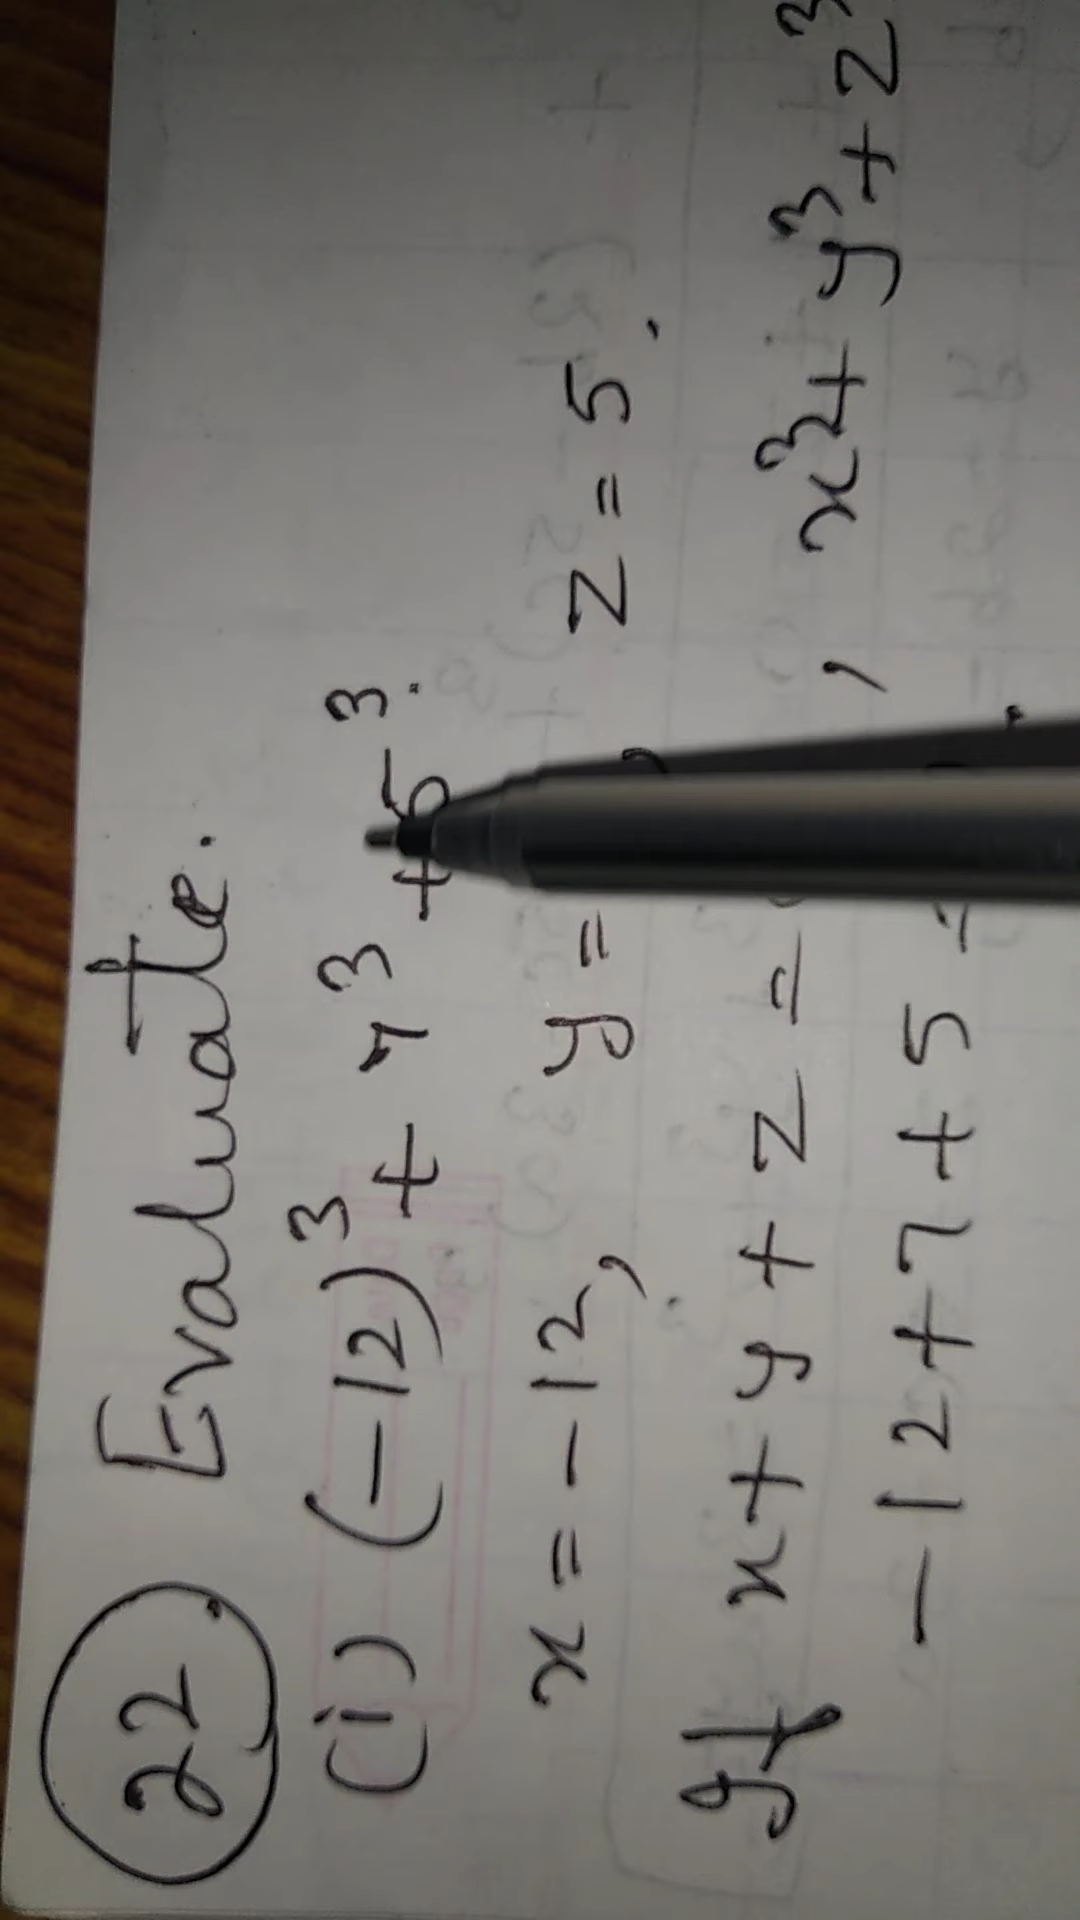 22. Evaluate.
(i) (-12)³ + 7³ + 5³.
x = -12, y = , z = 5.
If x + y + z = , x³ + y³ + z³
-12 + 7 + 5 =